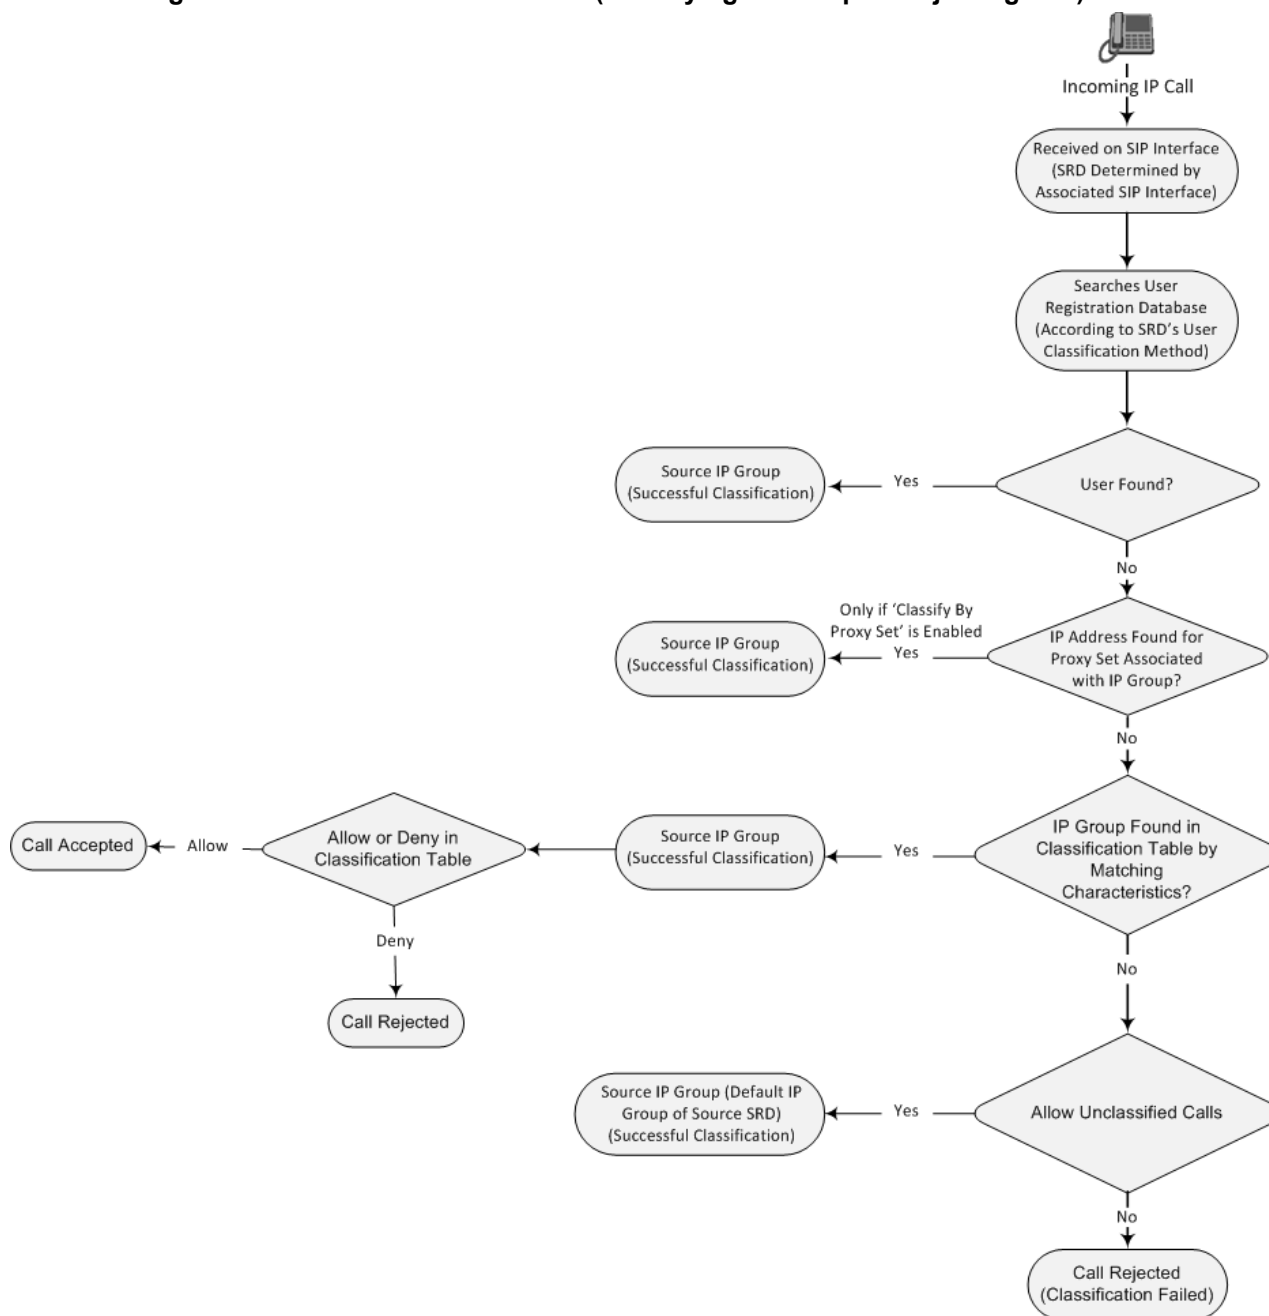 Incoming IP Call
Received on SIP Interface
(SRD Determined by
Associated SIP Interface)
Searches User
Registration Database
(According to SRD's User
Classification Method)
Source IP Group
(Successful Classification)
Yes
User Found?
No
Only if ‘Classify By
Proxy Set’ is Enabled
Source IP Group
(Successful Classification)
Yes
IP Address Found for
Proxy Set Associated
with IP Group?
No
Call Accepted
Allow
Allow or Deny in
Classification Table
Source IP Group
(Successful Classification)
Yes
IP Group Found in
Classification Table by
Matching
Characteristics?
Deny
No
Call Rejected
Source IP Group (Default IP
Group of Source SRD)
(Successful Classification)
Yes
Allow Unclassified Calls
No
Call Rejected
(Classification Failed)